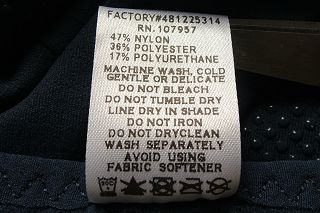 FACTORY#481225314
RN.107957
47% NYLON
36% POLYESTER
17% POLYURETHANE
MACHINE WASH, COLD
GENTLE OR DELICATE
DO NOT BLEACH
DO NOT TUMBLE DRY
LINE DRY IN SHADE
DO NOT IRON
DO NOT DRYCLEAN
WASH SEPARATELY
AVOID USING
FABRIC SOFTENER